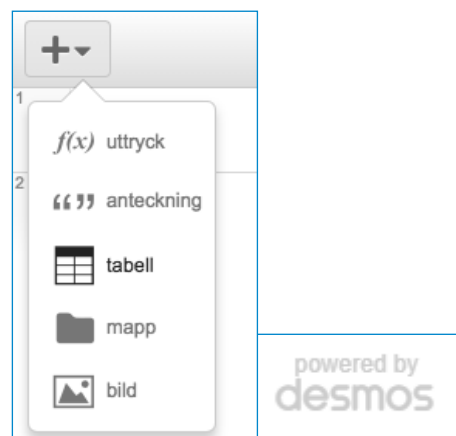 1
f(x) uttryck
2
“ ” anteckning
tabell
mapp
bild
powered by
desmos